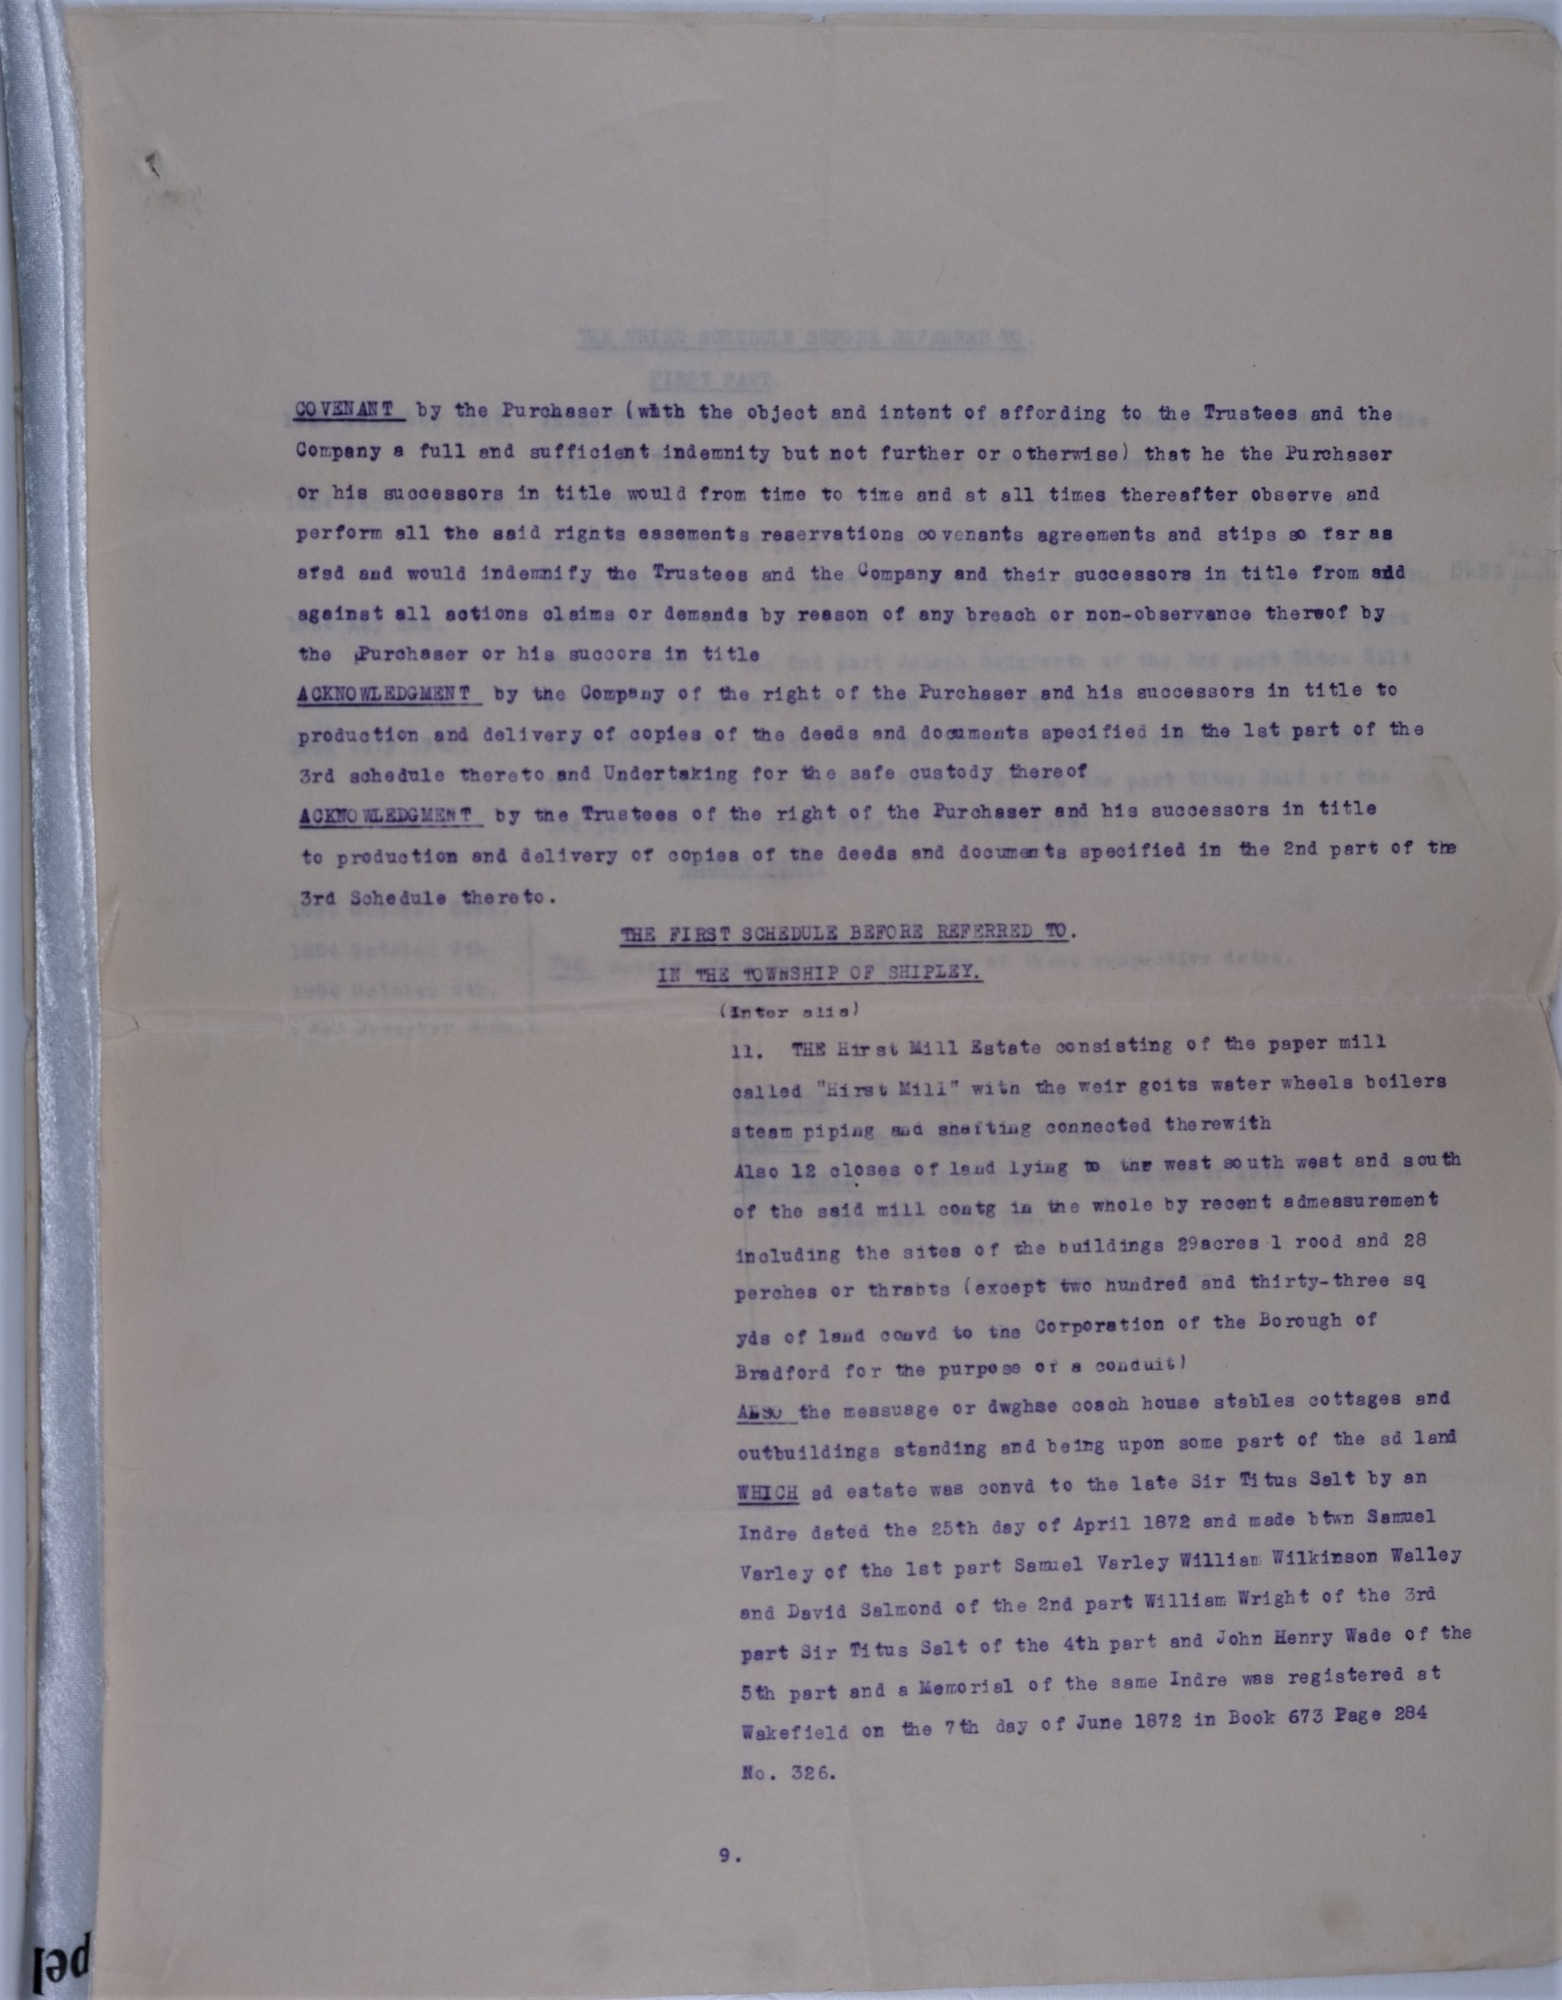 COVENANT by the Purchaser (with the object and intent of affording to the Trustees and the
Company a full and sufficient indemnity but not further or otherwise) that he the Purchaser
or his successors in title would from time to time and at all times thereafter observe and
perform all the said rights easements reservations covenants agreements and stips so far as
afsd and would indemnify the Trustees and the Company and their successors in title from and
against all actions claims or demands by reason of any breach or non-observance thereof by
the Purchaser or his succors in title
ACKNOWLEDGMENT by the Company of the right of the Purchaser and his successors in title to
production and delivery of copies of the deeds and documents specified in the 1st part of the
3rd schedule thereto and Undertaking for the safe custody thereof
ACKNOWLEDGMENT by the Trustees of the right of the Purchaser and his successors in title
to production and delivery of copies of the deeds and documents specified in the 2nd part of the
3rd Schedule thereto.
THE FIRST SCHEDULE BEFORE REFERRED TO.
IN THE TOWNSHIP OF SHIPLEY.
(Inter alia)
11. THE Hirst Mill Estate consisting of the paper mill
called "Hirst Mill" with the weir goits water wheels boilers
steam piping and shafting connected therewith
Also 12 closes of land lying to the west south west and south
of the said mill contg in the whole by recent admeasurement
including the sites of the buildings 29acres 1 rood and 28
perches or thrabts (except two hundred and thirty-three sq
yds of land convd to the Corporation of the Borough of
Bradford for the purpose of a conduit)
ALSO the messuage or dwghse coach house stables cottages and
outbuildings standing and being upon some part of the sd land
WHICH sd estate was convd to the late Sir Titus Salt by an
Indre dated the 25th day of April 1872 and made btwn Samuel
Varley of the 1st part Samuel Varley William Wilkinson Walley
and David Salmond of the 2nd part William Wright of the 3rd
part Sir Titus Salt of the 4th part and John Henry Wade of the
5th part and a Memorial of the same Indre was registered at
Wakefield on the 7th day of June 1872 in Book 673 Page 284
No. 326.
9.